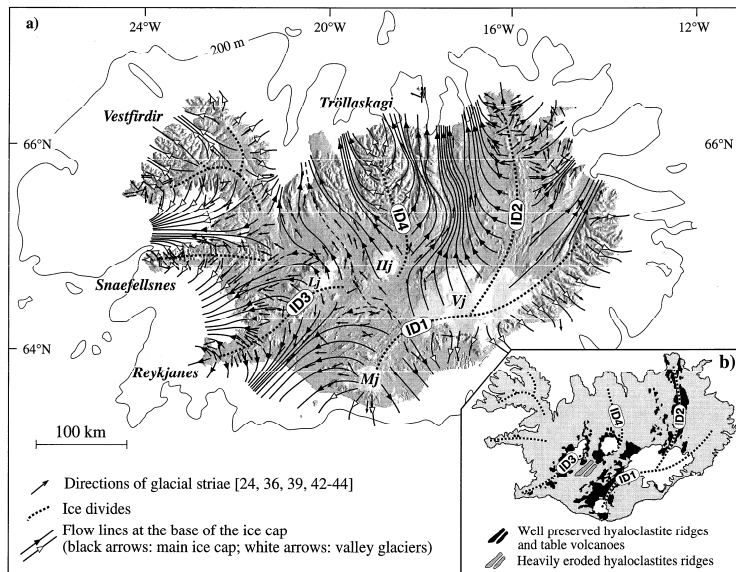 a)
24°W
20°W
16°W
12°W
200 m
Vestfirdir
Tröllaskagi
66°N
66°N
ID2
ID4
Snaefellsnes
Lj
Hj
Vj
ID3
ID1
64°N
Reykjanes
Mj
100 km
Directions of glacial striae [24, 36, 39, 42-44]
Ice divides
Flow lines at the base of the ice cap
(black arrows: main ice cap; white arrows: valley glaciers)
b)
ID4
ID2
ID3
ID1
Well preserved hyaloclastite ridges
and table volcanoes
Heavily eroded hyaloclastites ridges